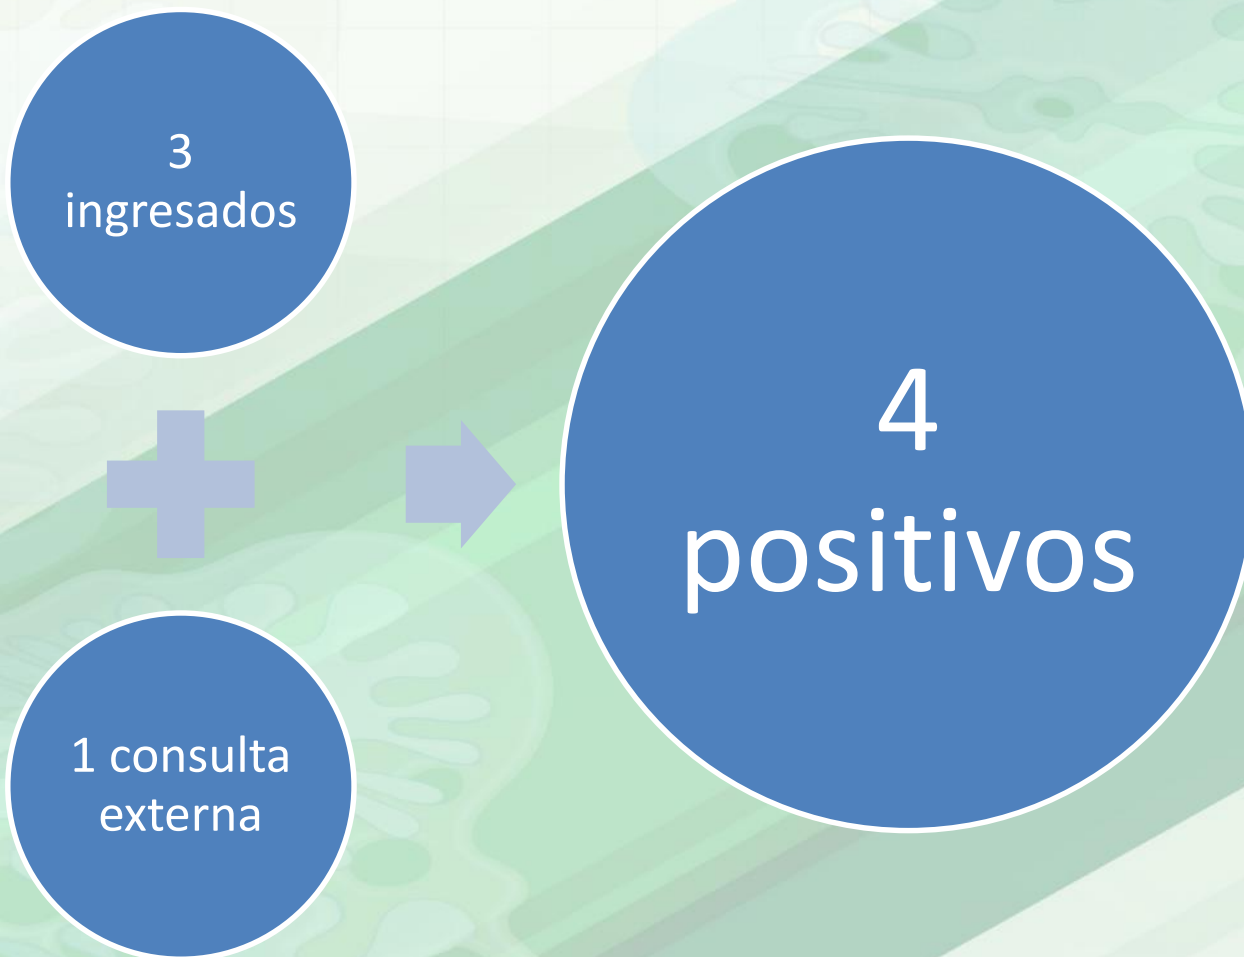 3
ingresados
1 consulta
externa
4
positivos